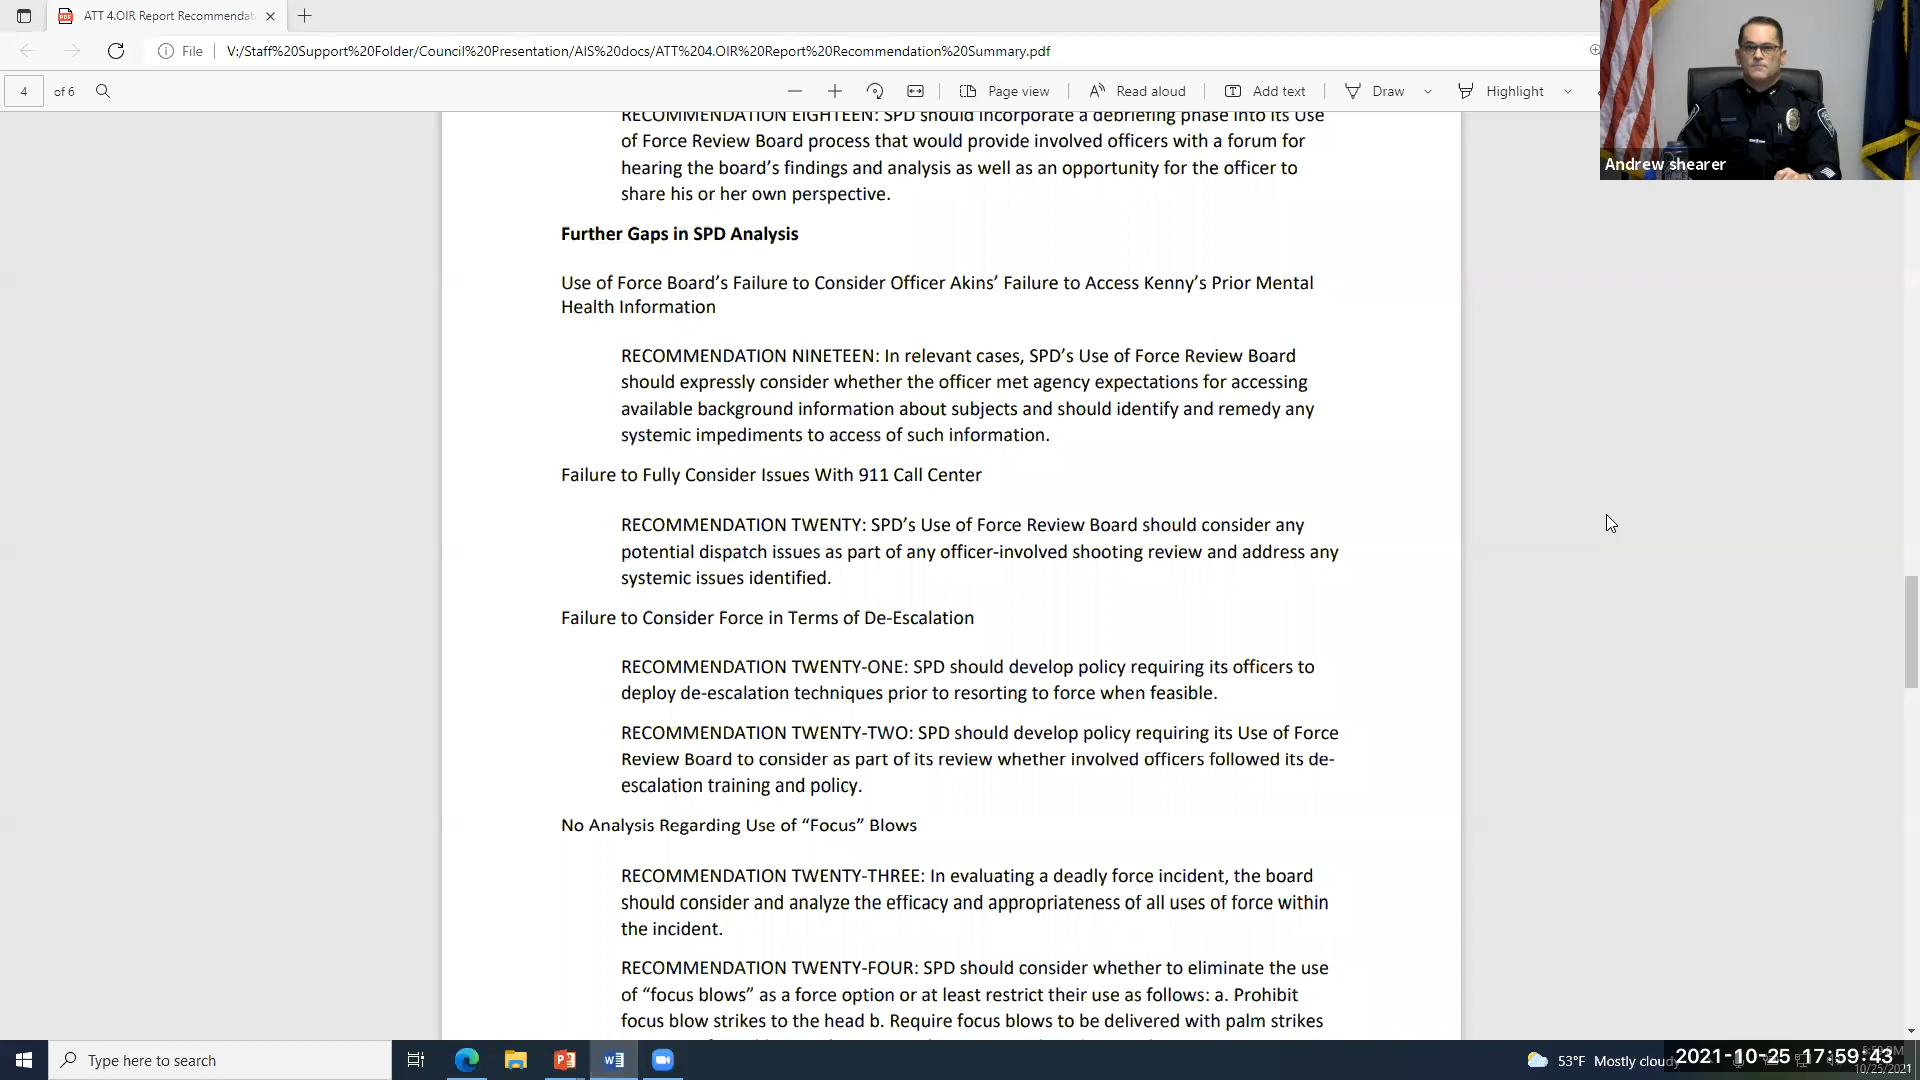 ATT 4.OIR Report Recommendat
File
V:/Staff%20Support%20Folder/Council%20Presentation/AIS%20docs/ATT%204.OIR%20Report%20Recommendation%20Summary.pdf
4 of 6
Page view
Read aloud
Add text
Draw
Highlight
Andrew shearer
RECOMMENDATION EIGHTEEN: SPD should incorporate a debriefing phase into its Use
of Force Review Board process that would provide involved officers with a forum for
hearing the board’s findings and analysis as well as an opportunity for the officer to
share his or her own perspective.
Further Gaps in SPD Analysis
Use of Force Board’s Failure to Consider Officer Akins’ Failure to Access Kenny’s Prior Mental
Health Information
RECOMMENDATION NINETEEN: In relevant cases, SPD’s Use of Force Review Board
should expressly consider whether the officer met agency expectations for accessing
available background information about subjects and should identify and remedy any
systemic impediments to access of such information.
Failure to Fully Consider Issues With 911 Call Center
RECOMMENDATION TWENTY: SPD’s Use of Force Review Board should consider any
potential dispatch issues as part of any officer-involved shooting review and address any
systemic issues identified.
Failure to Consider Force in Terms of De-Escalation
RECOMMENDATION TWENTY-ONE: SPD should develop policy requiring its officers to
deploy de-escalation techniques prior to resorting to force when feasible.
RECOMMENDATION TWENTY-TWO: SPD should develop policy requiring its Use of Force
Review Board to consider as part of its review whether involved officers followed its de-
escalation training and policy.
No Analysis Regarding Use of “Focus” Blows
RECOMMENDATION TWENTY-THREE: In evaluating a deadly force incident, the board
should consider and analyze the efficacy and appropriateness of all uses of force within
the incident.
RECOMMENDATION TWENTY-FOUR: SPD should consider whether to eliminate the use
of “focus blows” as a force option or at least restrict their use as follows: a. Prohibit
focus blow strikes to the head b. Require focus blows to be delivered with palm strikes
Type here to search
53°F Mostly cloudy
2021-10-25 17:59:43
10/25/2021